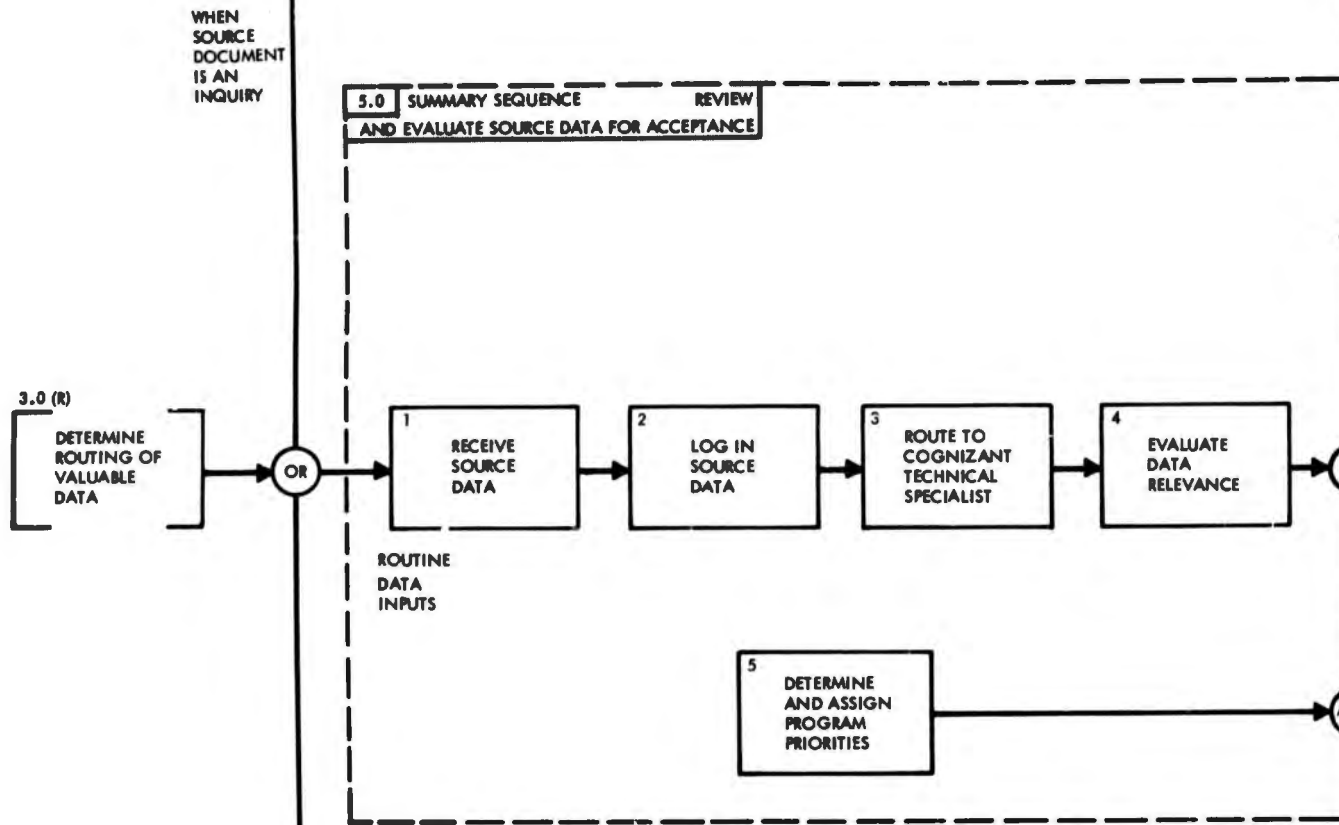 WHEN
SOURCE
DOCUMENT
IS AN
INQUIRY
5.0 SUMMARY SEQUENCE REVIEW
AND EVALUATE SOURCE DATA FOR ACCEPTANCE
3.0 (R)
DETERMINE
ROUTING OF
VALUABLE
DATA
OR
1
RECEIVE
SOURCE
DATA
ROUTINE
DATA
INPUTS
2
LOG IN
SOURCE
DATA
3
ROUTE TO
COGNIZANT
TECHNICAL
SPECIALIST
4
EVALUATE
DATA
RELEVANCE
5
DETERMINE
AND ASSIGN
PROGRAM
PRIORITIES